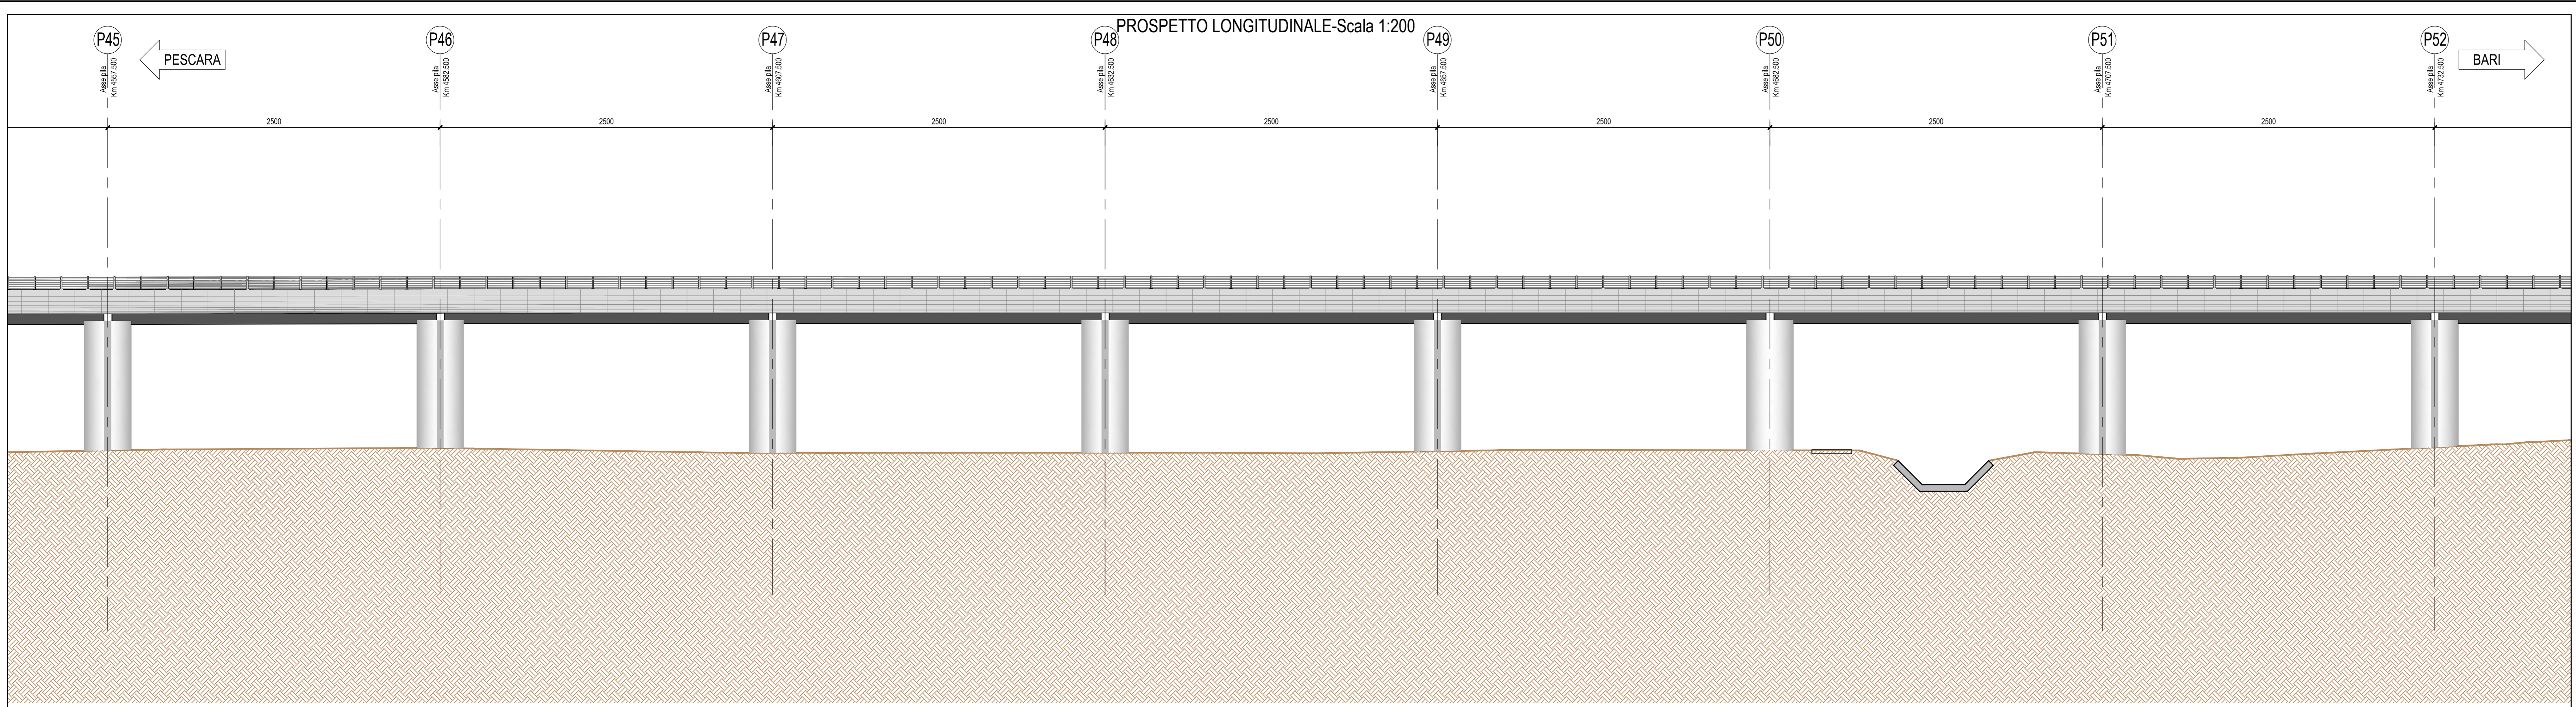 PROSPETTO LONGITUDINALE-Scala 1:200
P45
P46
P47
P48
P49
P50
P51
P52
PESCARA
BARI
Asse pila
Km 4557.500
Asse pila
Km 4582.500
Asse pila
Km 4607.500
Asse pila
Km 4632.500
Asse pila
Km 4657.500
Asse pila
Km 4682.500
Asse pila
Km 4707.500
Asse pila
Km 4732.500
2500
2500
2500
2500
2500
2500
2500